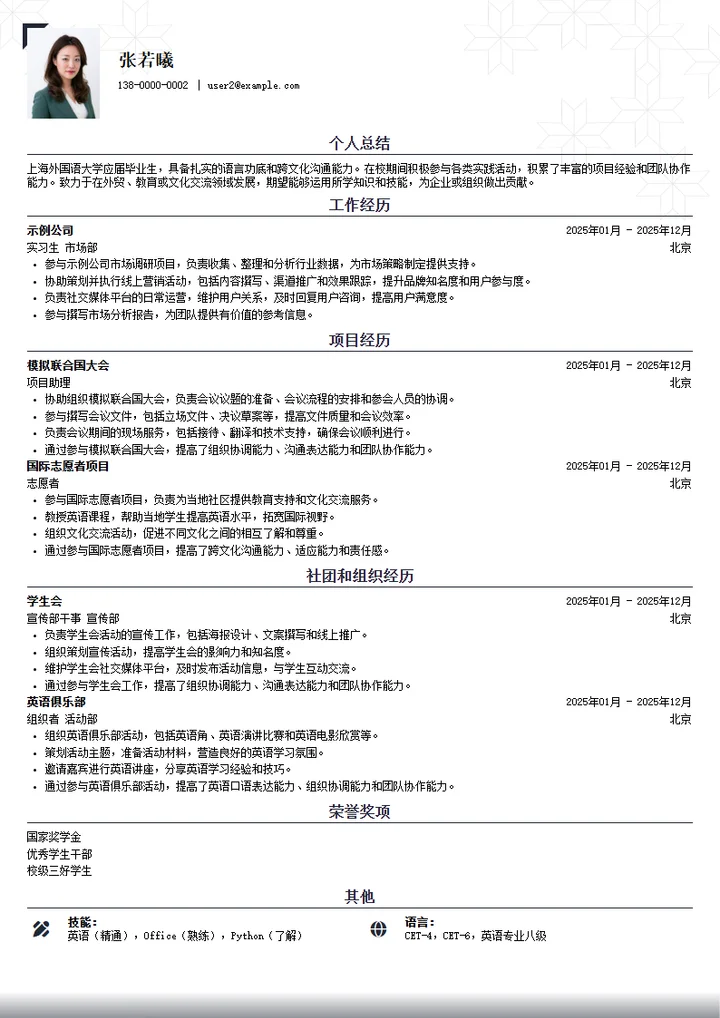 张若曦
138-0000-0002 | user2@example.com
个人总结
上海外国语大学应届毕业生，具备扎实的语言功底和跨文化沟通能力。在校期间积极参与各类实践活动，积累了丰富的项目经验和团队协作
能力。致力于在外贸、教育或文化交流领域发展，期望能够运用所学知识和技能，为企业或组织做出贡献。
工作经历
示例公司 2025年01月 - 2025年12月
实习生 市场部 北京
• 参与示例公司市场调研项目，负责收集、整理和分析行业数据，为市场策略制定提供支持。
• 协助策划并执行线上营销活动，包括内容撰写、渠道推广和效果跟踪，提升品牌知名度和用户参与度。
• 负责社交媒体平台的日常运营，维护用户关系，及时回复用户咨询，提高用户满意度。
• 参与撰写市场分析报告，为团队提供有价值的参考信息。
项目经历
模拟联合国大会 2025年01月 - 2025年12月
项目助理 北京
• 协助组织模拟联合国大会，负责会议议题的准备、会议流程的安排和参会人员的协调。
• 参与撰写会议文件，包括立场文件、决议草案等，提高文件质量和会议效率。
• 负责会议期间的现场服务，包括接待、翻译和技术支持，确保会议顺利进行。
• 通过参与模拟联合国大会，提高了组织协调能力、沟通表达能力和团队协作能力。
国际志愿者项目 2025年01月 - 2025年12月
志愿者 北京
• 参与国际志愿者项目，负责为当地社区提供教育支持和文化交流服务。
• 教授英语课程，帮助当地学生提高英语水平，拓宽国际视野。
• 组织文化交流活动，促进不同文化之间的相互了解和尊重。
• 通过参与国际志愿者项目，提高了跨文化沟通能力、适应能力和责任感。
社团和组织经历
学生会 2025年01月 - 2025年12月
宣传部干事 宣传部 北京
• 负责学生会活动的宣传工作，包括海报设计、文案撰写和线上推广。
• 组织策划宣传活动，提高学生会的影响力和知名度。
• 维护学生会社交媒体平台，及时发布活动信息，与学生互动交流。
• 通过参与学生会工作，提高了组织协调能力、沟通表达能力和团队协作能力。
英语俱乐部 2025年01月 - 2025年12月
组织者 活动部 北京
• 组织英语俱乐部活动，包括英语角、英语演讲比赛和英语电影欣赏等。
• 策划活动主题，准备活动材料，营造良好的英语学习氛围。
• 邀请嘉宾进行英语讲座，分享英语学习经验和技巧。
• 通过参与英语俱乐部活动，提高了英语口语表达能力、组织协调能力和团队协作能力。
荣誉奖项
国家奖学金
优秀学生干部
校级三好学生
其他
技能：
英语（精通），Office（熟练），Python（了解）
语言：
CET-4，CET-6，英语专业八级